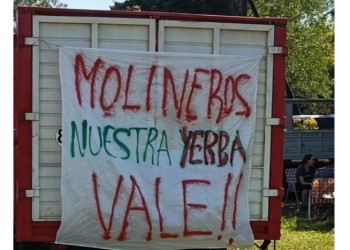 MOLINEROS
NUESTRA YERBA
VALE!!